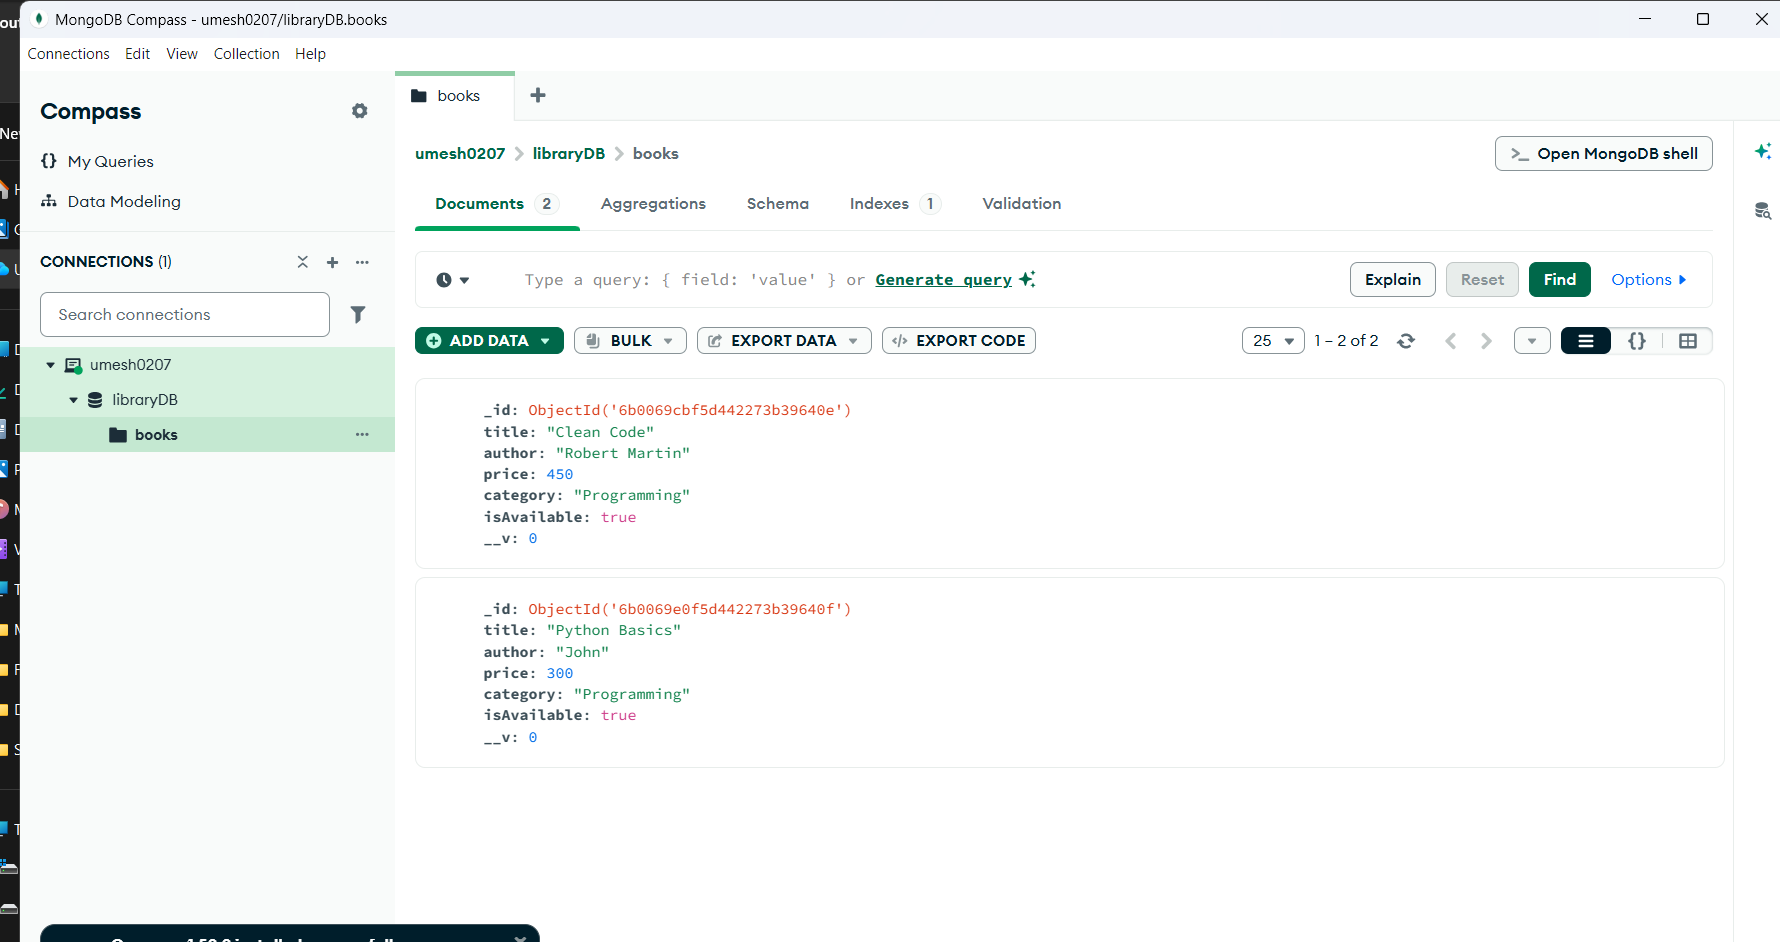 MongoDB Compass - umesh0207/libraryDB.books
Connections Edit View Collection Help
Compass
My Queries
Data Modeling
CONNECTIONS (1)
Search connections
umesh0207
libraryDB
books
books
umesh0207 libraryDB books
Open MongoDB shell
Documents 2 Aggregations Schema Indexes 1 Validation
Type a query: { field: 'value' } or Generate query
Explain Reset Find Options
ADD DATA BULK EXPORT DATA EXPORT CODE
25 1 – 2 of 2
_id: ObjectId('6b0069cbf5d442273b39640e')
title: "Clean Code"
author: "Robert Martin"
price: 450
category: "Programming"
isAvailable: true
__v: 0
_id: ObjectId('6b0069e0f5d442273b39640f')
title: "Python Basics"
author: "John"
price: 300
category: "Programming"
isAvailable: true
__v: 0